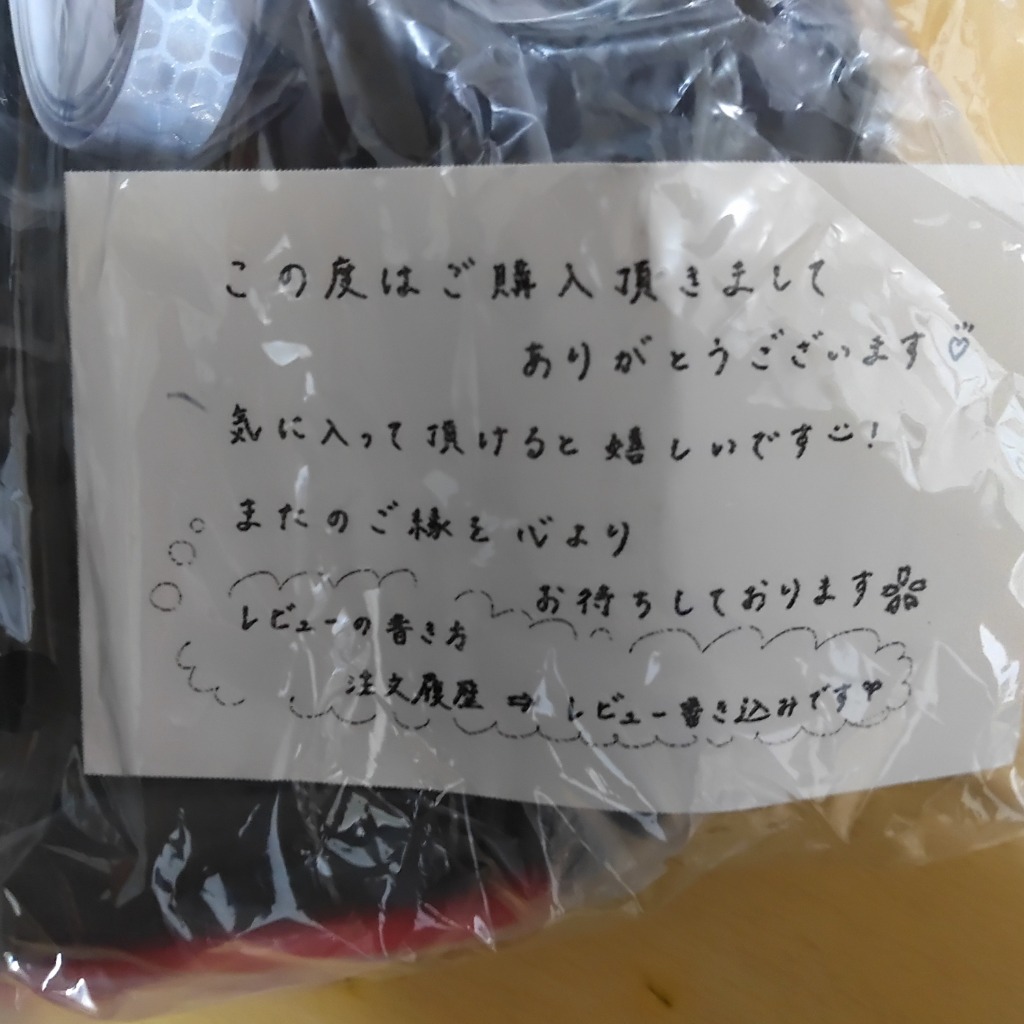 この度はご購入頂きまして
ありがとうございます
気に入って頂けると嬉しいです!
またのご縁を心より
お待ちしております
レビューの書き方
注文履歴⇒レビュー書き込みです